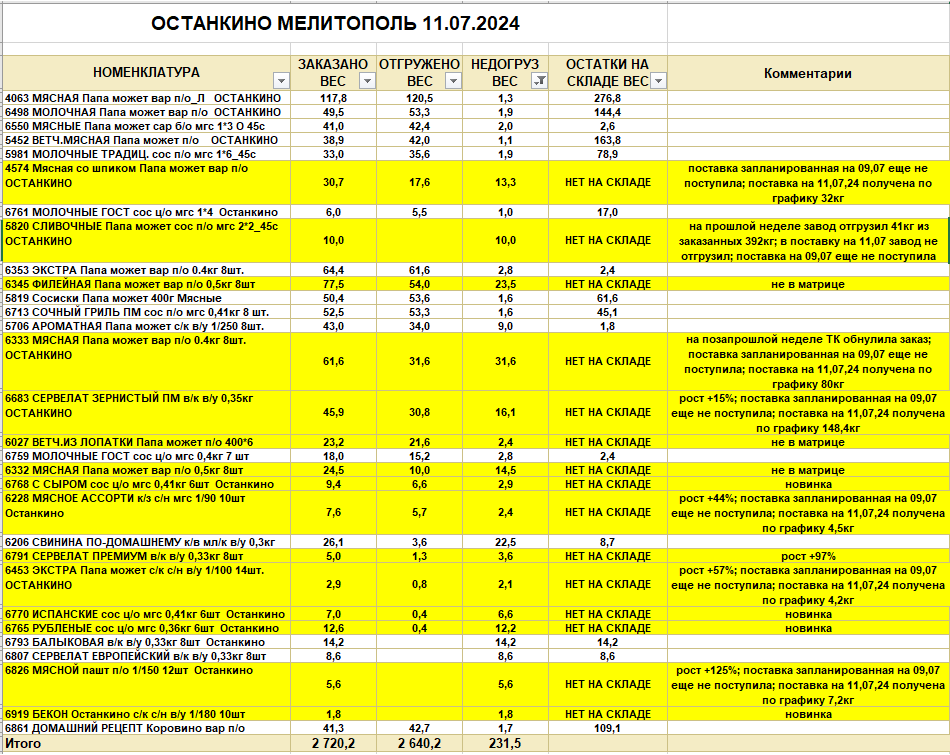 ОСТАНКИНО МЕЛИТОПОЛЬ 11.07.2024
НОМЕНКЛАТУРА ЗАКАЗАНО ВЕС ОТГРУЖЕНО ВЕС НЕДОГРУЗ ВЕС ОСТАТКИ НА СКЛАДЕ ВЕС Комментарии
4063 МЯСНАЯ Папа может вар п/о_Л ОСТАНКИНО 117,8 120,5 1,3 276,8
6498 МОЛОЧНАЯ Папа может вар п/о ОСТАНКИНО 49,5 53,3 1,9 144,4
6550 МЯСНЫЕ Папа может сар б/о мгс 1*3 О 45с 41,0 42,4 2,0 2,6
5452 ВЕТЧ.МЯСНАЯ Папа может п/о ОСТАНКИНО 38,9 42,0 1,1 163,8
5981 МОЛОЧНЫЕ ТРАДИЦ. сос п/о мгс 1*6_45с 33,0 35,6 1,9 78,9
4574 Мясная со шпиком Папа может вар п/о
ОСТАНКИНО 30,7 17,6 13,3 НЕТ НА СКЛАДЕ поставка запланированная на 09,07 еще не
поступила; поставка на 11,07,24 получена по
графику 32кг
6761 МОЛОЧНЫЕ ГОСТ сос ц/о мгс 1*4 Останкино 6,0 5,5 1,0 17,0
5820 СЛИВОЧНЫЕ Папа может сос п/о мгс 2*2_45с
ОСТАНКИНО 10,0 10,0 НЕТ НА СКЛАДЕ на прошлой неделе завод отгрузил 41кг из
заказанных 392кг; в поставку на 11,07 завод не
отгрузил; поставка на 09,07 еще не поступила
6353 ЭКСТРА Папа может вар п/о 0.4кг 8шт. 64,4 61,6 2,8 2,4
6345 ФИЛЕЙНАЯ Папа может вар п/о 0,5кг 8шт 77,5 54,0 23,5 НЕТ НА СКЛАДЕ не в матрице
5819 Сосиски Папа может 400г Мясные 50,4 53,6 1,6 61,6
6713 СОЧНЫЙ ГРИЛЬ ПМ сос п/о мгс 0,41кг 8 шт. 52,5 53,3 1,6 45,1
5706 АРОМАТНАЯ Папа может с/к в/у 1/250 8шт. 43,0 34,0 9,0 1,8
6333 МЯСНАЯ Папа может вар п/о 0.4кг 8шт.
ОСТАНКИНО 61,6 31,6 31,6 НЕТ НА СКЛАДЕ на позапрошлой неделе ТК обнулила заказ;
поставка запланированная на 09,07 еще не
поступила; поставка на 11,07,24 получена по
графику 80кг
6683 СЕРВЕЛАТ ЗЕРНИСТЫЙ ПМ в/к в/у 0,35кг
ОСТАНКИНО 45,9 30,8 16,1 НЕТ НА СКЛАДЕ рост +15%; поставка запланированная на 09,07
еще не поступила; поставка на 11,07,24 получена
по графику 148,4кг
6027 ВЕТЧ.ИЗ ЛОПАТКИ Папа может п/о 400*6 23,2 21,6 2,4 НЕТ НА СКЛАДЕ не в матрице
6759 МОЛОЧНЫЕ ГОСТ сос ц/о мгс 0,4кг 7 шт 18,0 15,2 2,8 2,4
6332 МЯСНАЯ Папа может вар п/о 0,5кг 8шт 24,5 10,0 14,5 НЕТ НА СКЛАДЕ не в матрице
6768 С СЫРОМ сос ц/о мгс 0,41кг 6шт Останкино 9,4 6,6 2,9 НЕТ НА СКЛАДЕ новинка
6228 МЯСНОЕ АССОРТИ к/з с/н мгс 1/90 10шт
Останкино 7,6 5,7 2,4 НЕТ НА СКЛАДЕ рост +44%; поставка запланированная на 09,07
еще не поступила; поставка на 11,07,24 получена
по графику 4,5кг
6206 СВИНИНА ПО-ДОМАШНЕМУ к/в мл/к в/у 0,3кг 26,1 3,6 22,5 8,7
6791 СЕРВЕЛАТ ПРЕМИУМ в/к в/у 0,33кг 8шт 5,0 1,3 3,6 НЕТ НА СКЛАДЕ рост +97%
6453 ЭКСТРА Папа может с/к с/н в/у 1/100 14шт.
ОСТАНКИНО 2,9 0,8 2,1 НЕТ НА СКЛАДЕ рост +57%; поставка запланированная на 09,07
еще не поступила; поставка на 11,07,24 получена
по графику 4,2кг
6770 ИСПАНСКИЕ сос ц/о мгс 0,41кг 6шт Останкино 7,0 0,4 6,6 НЕТ НА СКЛАДЕ новинка
6765 РУБЛЕНЫЕ сос ц/о мгс 0,36кг 6шт Останкино 12,6 0,4 12,2 НЕТ НА СКЛАДЕ новинка
6793 БАЛЫКОВАЯ в/к в/у 0,33кг 8шт Останкино 14,2 14,2 14,2
6807 СЕРВЕЛАТ ЕВРОПЕЙСКИЙ в/к в/у 0,33кг 8шт 8,6 8,6 8,6
6826 МЯСНОЙ пашт п/о 1/150 12шт Останкино 5,6 5,6 НЕТ НА СКЛАДЕ рост +125%; поставка запланированная на 09,07
еще не поступила; поставка на 11,07,24 получена
по графику 7,2кг
6919 БЕКОН Останкино с/к с/н в/у 1/180 10шт 1,8 1,8 НЕТ НА СКЛАДЕ новинка
6861 ДОМАШНИЙ РЕЦЕПТ Коровино вар п/о 41,3 42,7 1,7 109,1
Итого 2 720,2 2 640,2 231,5